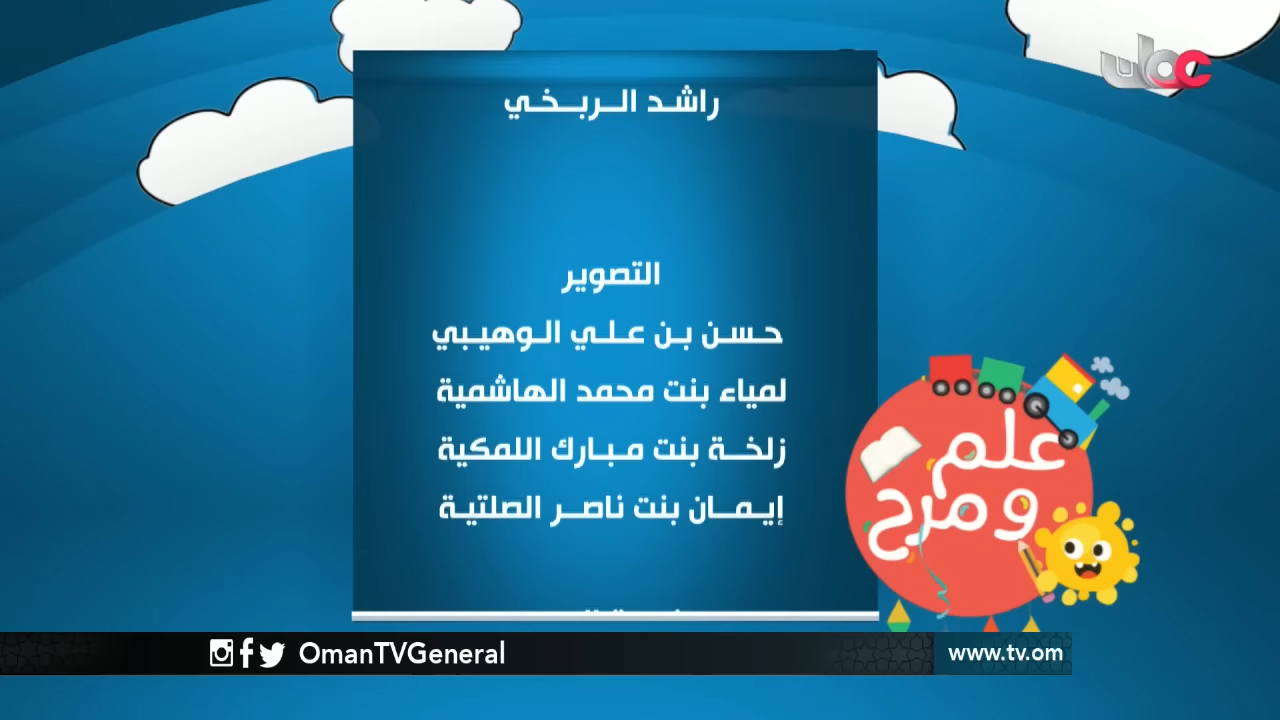 راشد الربخي
التصوير
حسن بن علي الوهيبي
لمياء بنت محمد الهاشمية
زلخة بنت مبارك اللمكية
إيمان بنت ناصر الصلتية
علم
ومرح
OmanTVGeneral
www.tv.om